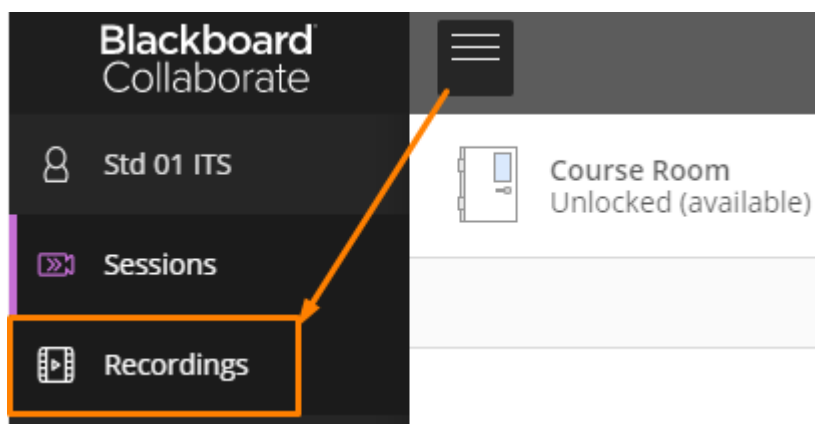 Blackboard
Collaborate
Std 01 ITS
Sessions
Recordings
Course Room
Unlocked (available)